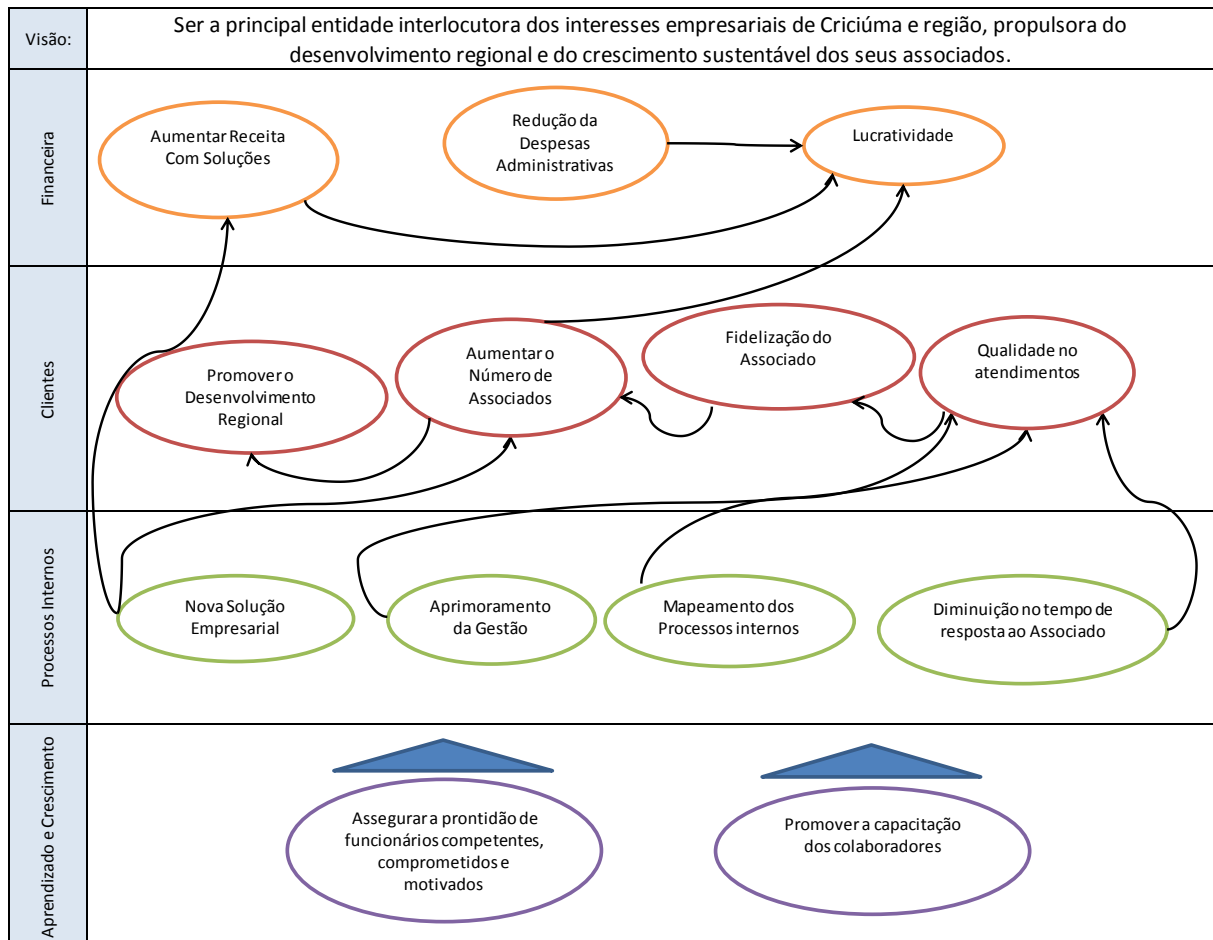 Visão:
Ser a principal entidade interlocutora dos interesses empresariais de Criciúma e região, propulsora do
desenvolvimento regional e do crescimento sustentável dos seus associados.
Financeira
Aumentar Receita
Com Soluções
Redução da
Despesas
Administrativas
Lucratividade
Clientes
Promover o
Desenvolvimento
Regional
Aumentar o
Número de
Associados
Fidelização do
Associado
Qualidade no
atendimentos
Processos Internos
Nova Solução
Empresarial
Aprimoramento
da Gestão
Mapeamento dos
Processos internos
Diminuição no tempo de
resposta ao Associado
Aprendizado e Crescimento
Assegurar a prontidão de
funcionários competentes,
comprometidos e
motivados
Promover a capacitação
dos colaboradores